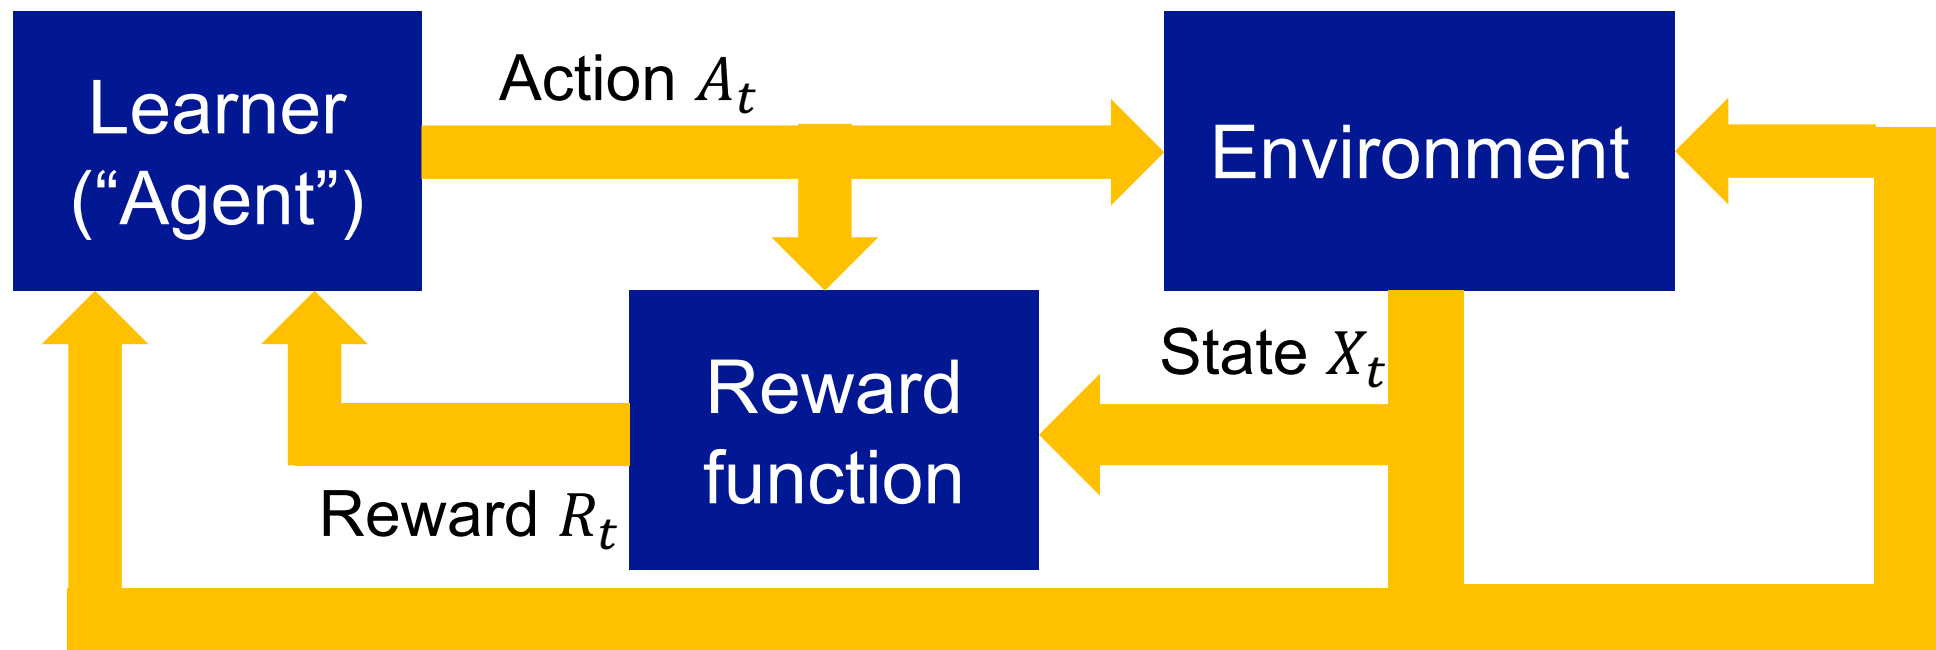 Learner
(“Agent”)
Action $A_t$
Environment
Reward
function
State $X_t$
Reward $R_t$